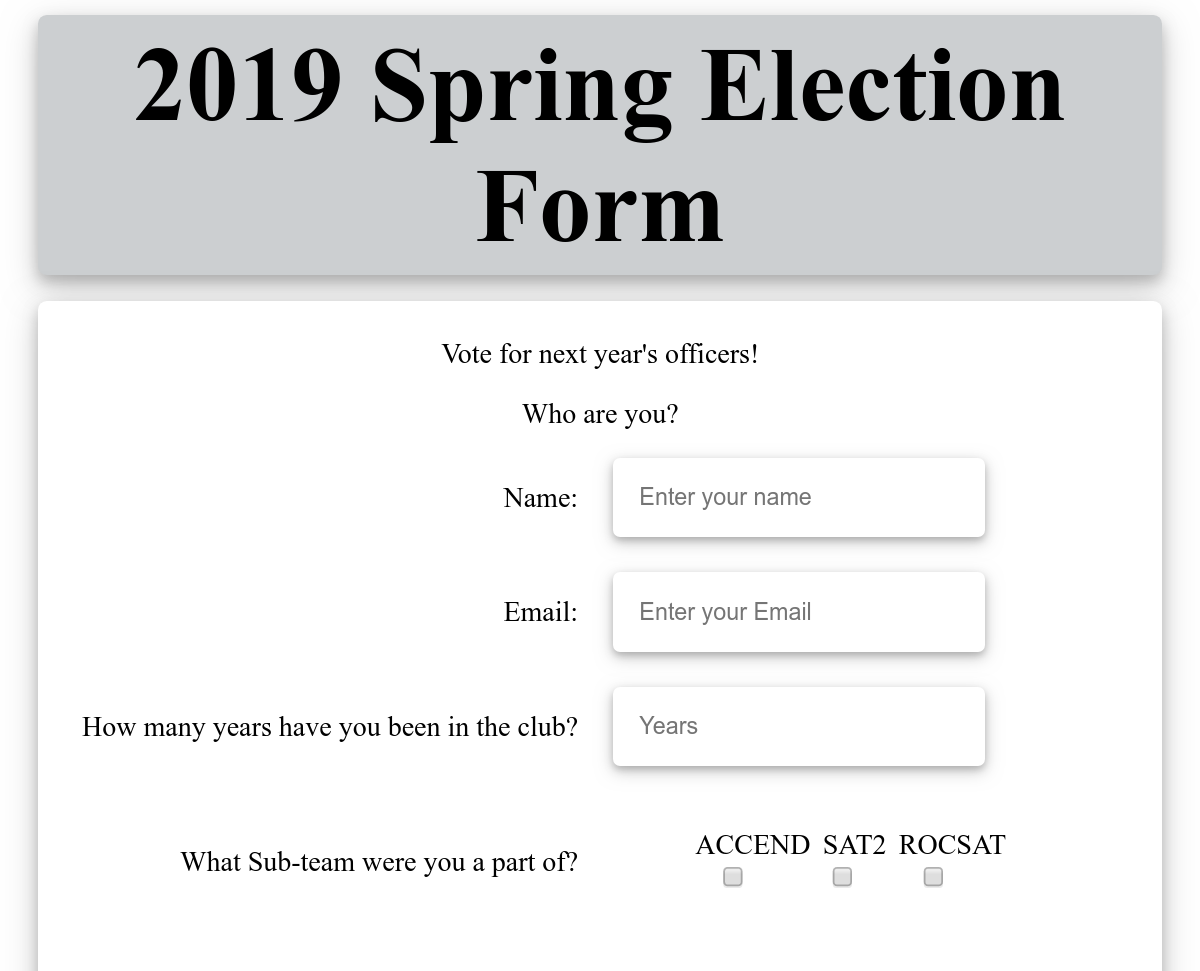 2019 Spring Election
Form
Vote for next year's officers!
Who are you?
Name: Enter your name
Email: Enter your Email
How many years have you been in the club? Years
What Sub-team were you a part of? ACCEND SAT2 ROCSAT